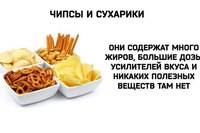 ЧИПСЫ И СУХАРИКИ
ОНИ СОДЕРЖАТ МНОГО
ЖИРОВ, БОЛЬШИЕ ДОЗЫ
УСИЛИТЕЛЕЙ ВКУСА И
НИКАКИХ ПОЛЕЗНЫХ
ВЕЩЕСТВ ТАМ НЕТ